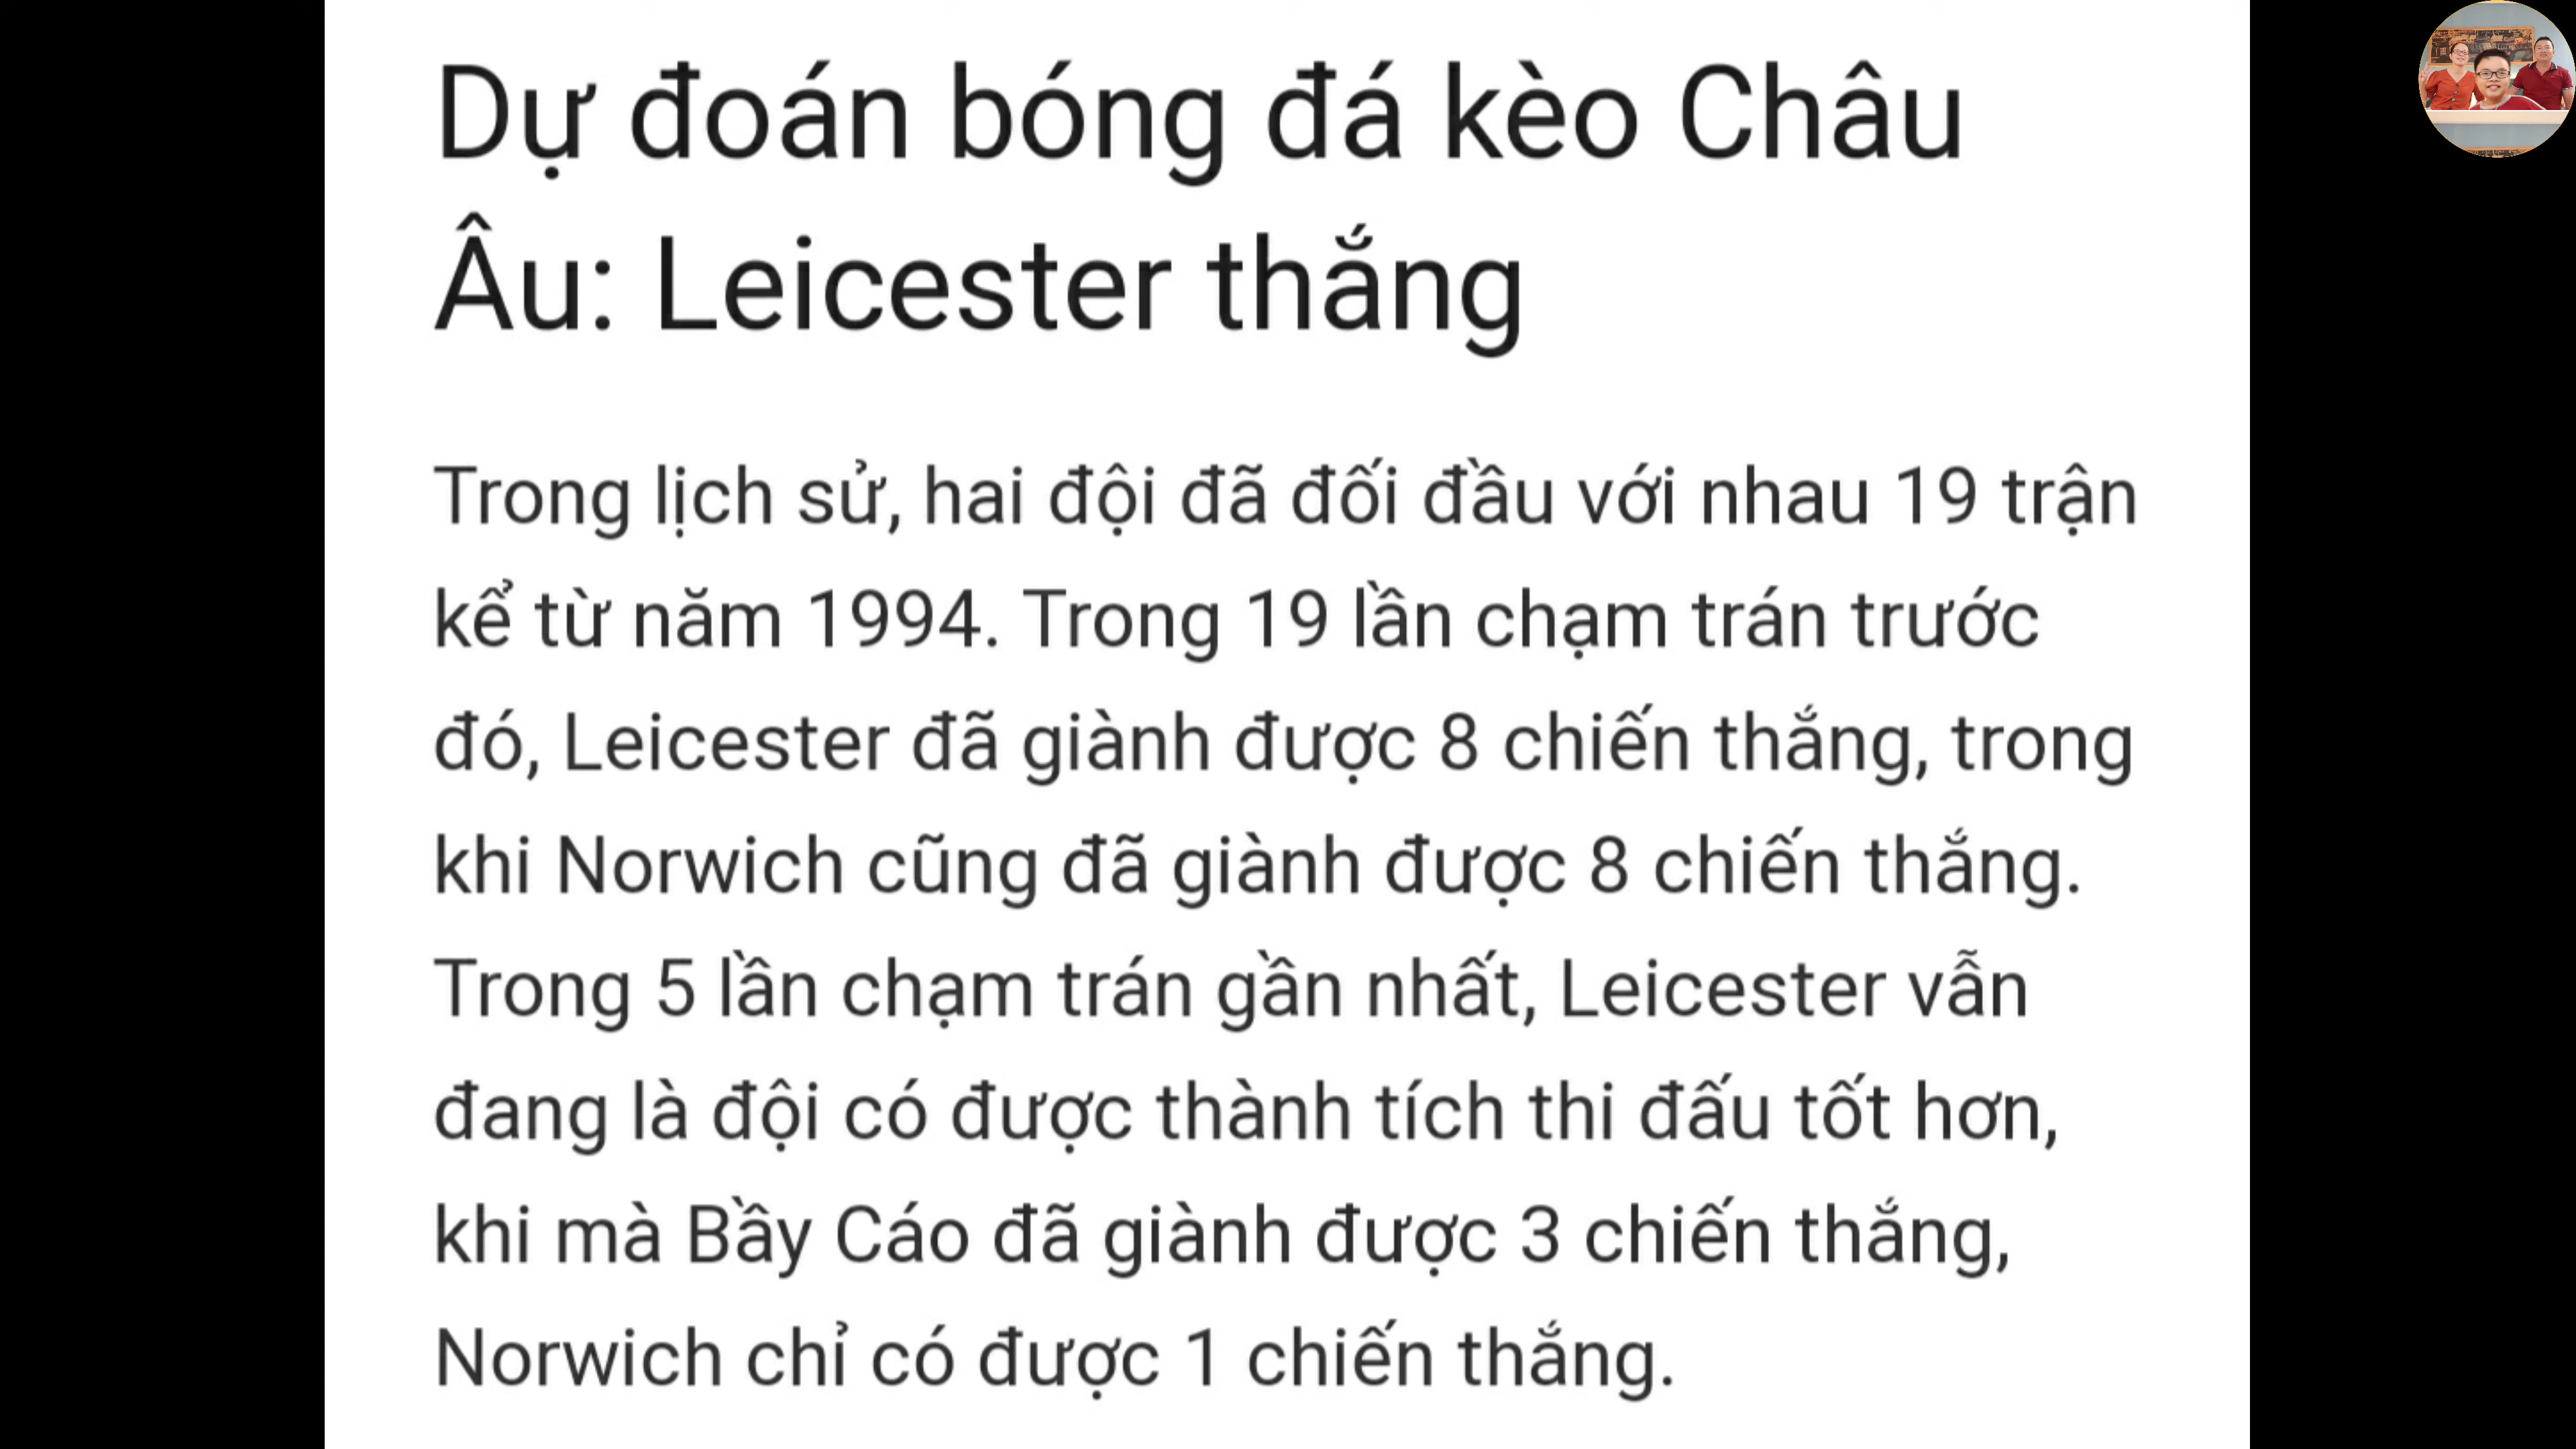 Dự đoán bóng đá kèo Châu
Âu: Leicester thắng
Trong lịch sử, hai đội đã đối đầu với nhau 19 trận
kể từ năm 1994. Trong 19 lần chạm trán trước
đó, Leicester đã giành được 8 chiến thắng, trong
khi Norwich cũng đã giành được 8 chiến thắng.
Trong 5 lần chạm trán gần nhất, Leicester vẫn
đang là đội có được thành tích thi đấu tốt hơn,
khi mà Bầy Cáo đã giành được 3 chiến thắng,
Norwich chỉ có được 1 chiến thắng.